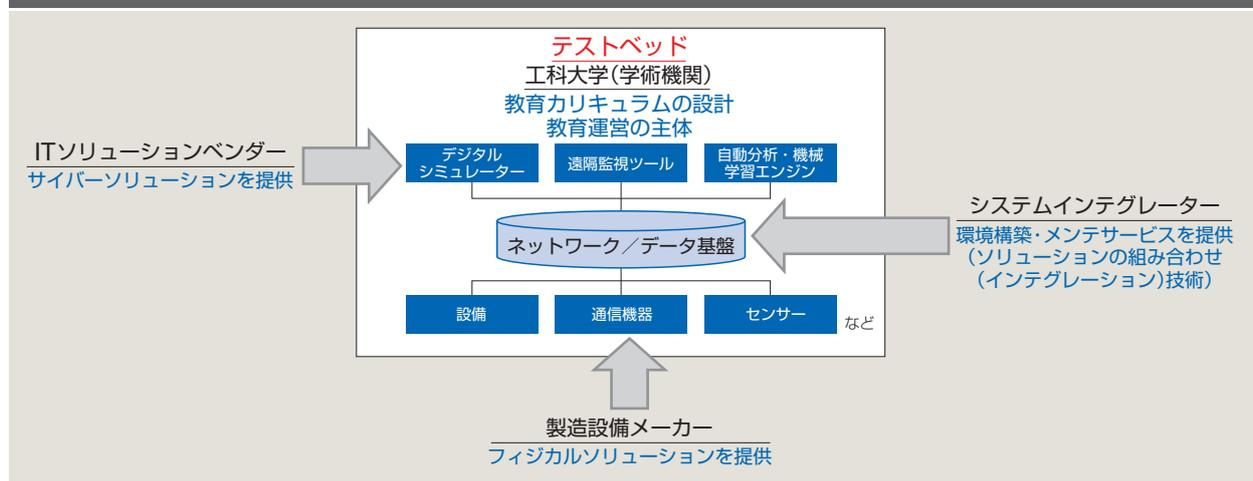 テストベッド
工科大学(学術機関)
教育カリキュラムの設計
教育運営の主体
ITソリューションベンダー
サイバーソリューションを提供
デジタル
シミュレーター
遠隔監視ツール
自動分析・機械
学習エンジン
ネットワーク/データ基盤
システムインテグレーター
環境構築・メンテサービスを提供
(ソリューションの組み合わせ
(インテグレーション)技術)
設備
通信機器
センサー
など
製造設備メーカー
フィジカルソリューションを提供